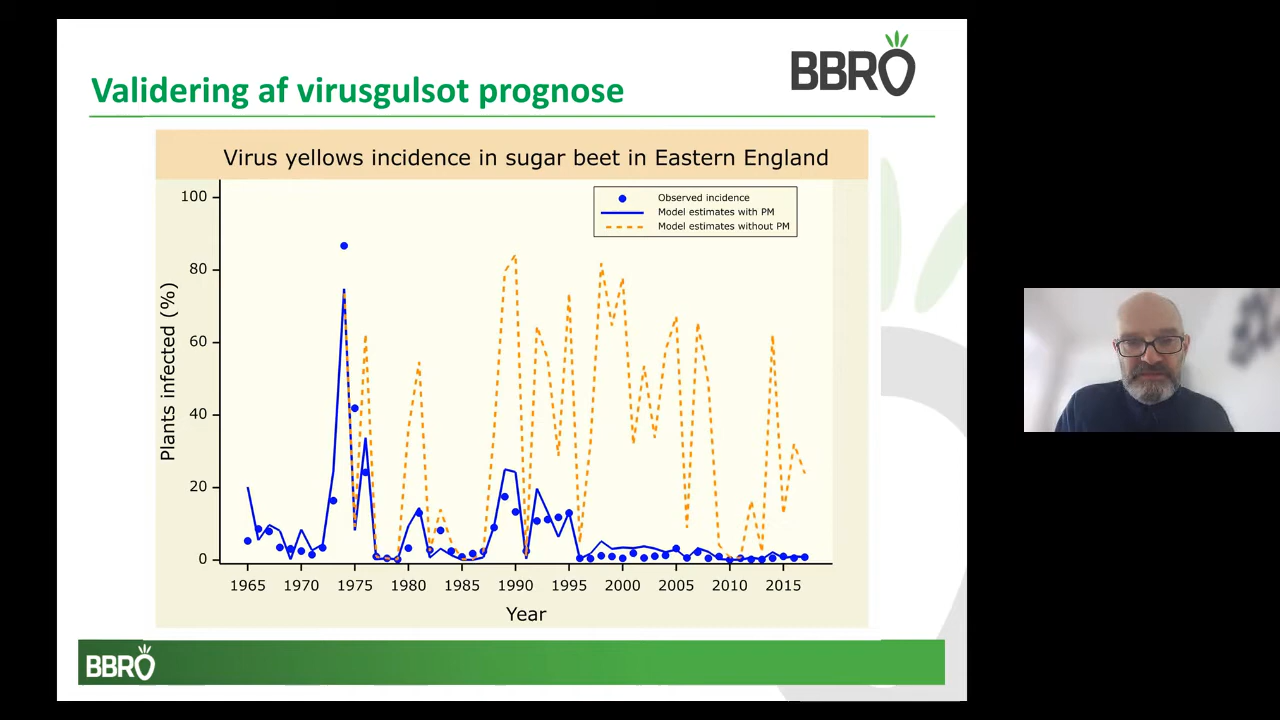 BBRO
Validering af virusgulsot prognose
Virus yellows incidence in sugar beet in Eastern England
Observed incidence
Model estimates with PM
Model estimates without PM
Plants infected (%)
100
80
60
40
20
0
1965 1970 1975 1980 1985 1990 1995 2000 2005 2010 2015
Year
BBRO